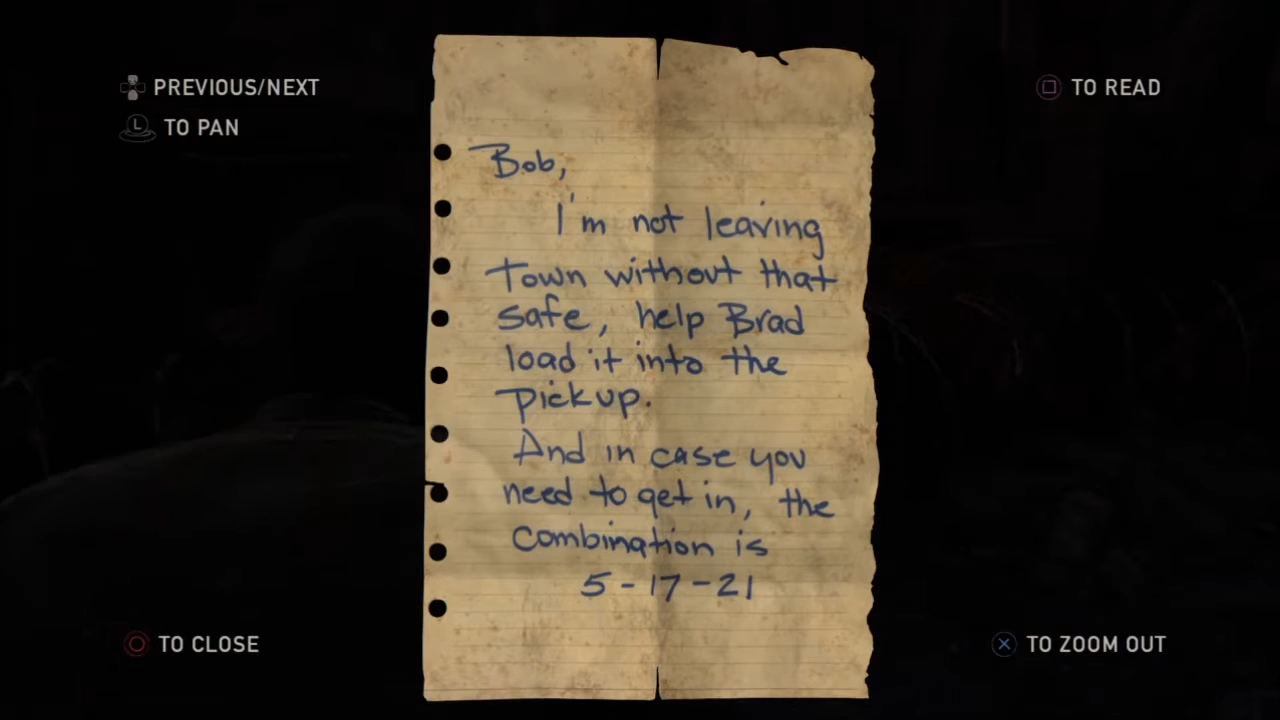 PREVIOUS/NEXT
L TO PAN
TO READ
Bob,
I'm not leaving
town without that
safe, help Brad
load it into the
pickup.
And in case you
need to get in, the
combination is
5-17-21
TO CLOSE
TO ZOOM OUT